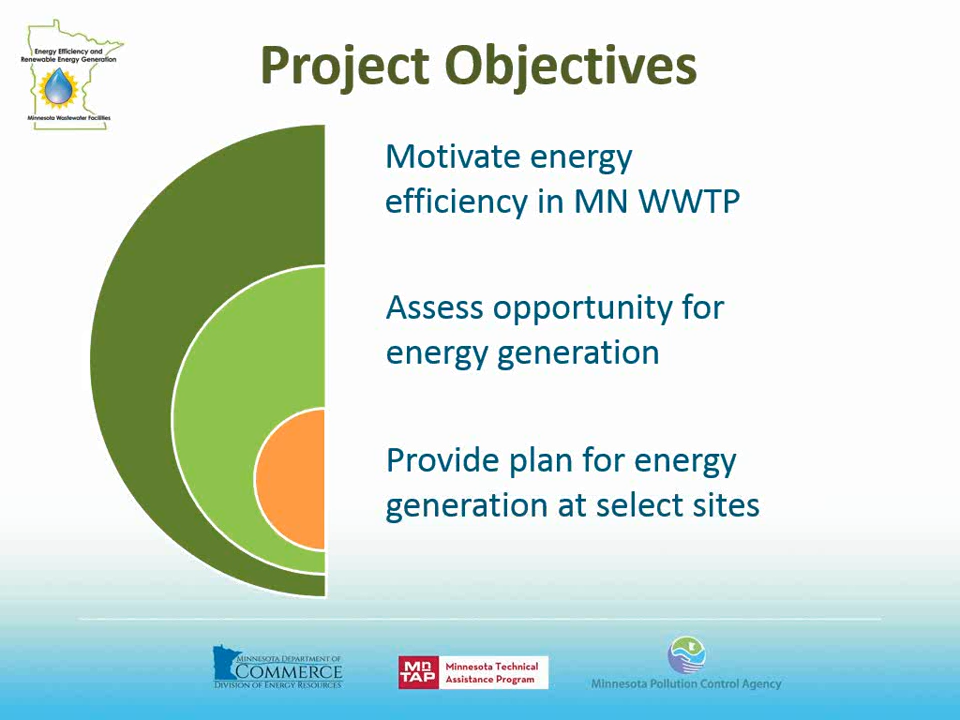 Energy Efficiency and
Renewable Energy Generation
Minnesota Wastewater Facilities
Project Objectives
Motivate energy
efficiency in MN WWTP
Assess opportunity for
energy generation
Provide plan for energy
generation at select sites
MINNESOTA DEPARTMENT OF
COMMERCE
DIVISION OF ENERGY RESOURCES
MnTAP
Minnesota Technical
Assistance Program
Minnesota Pollution Control Agency